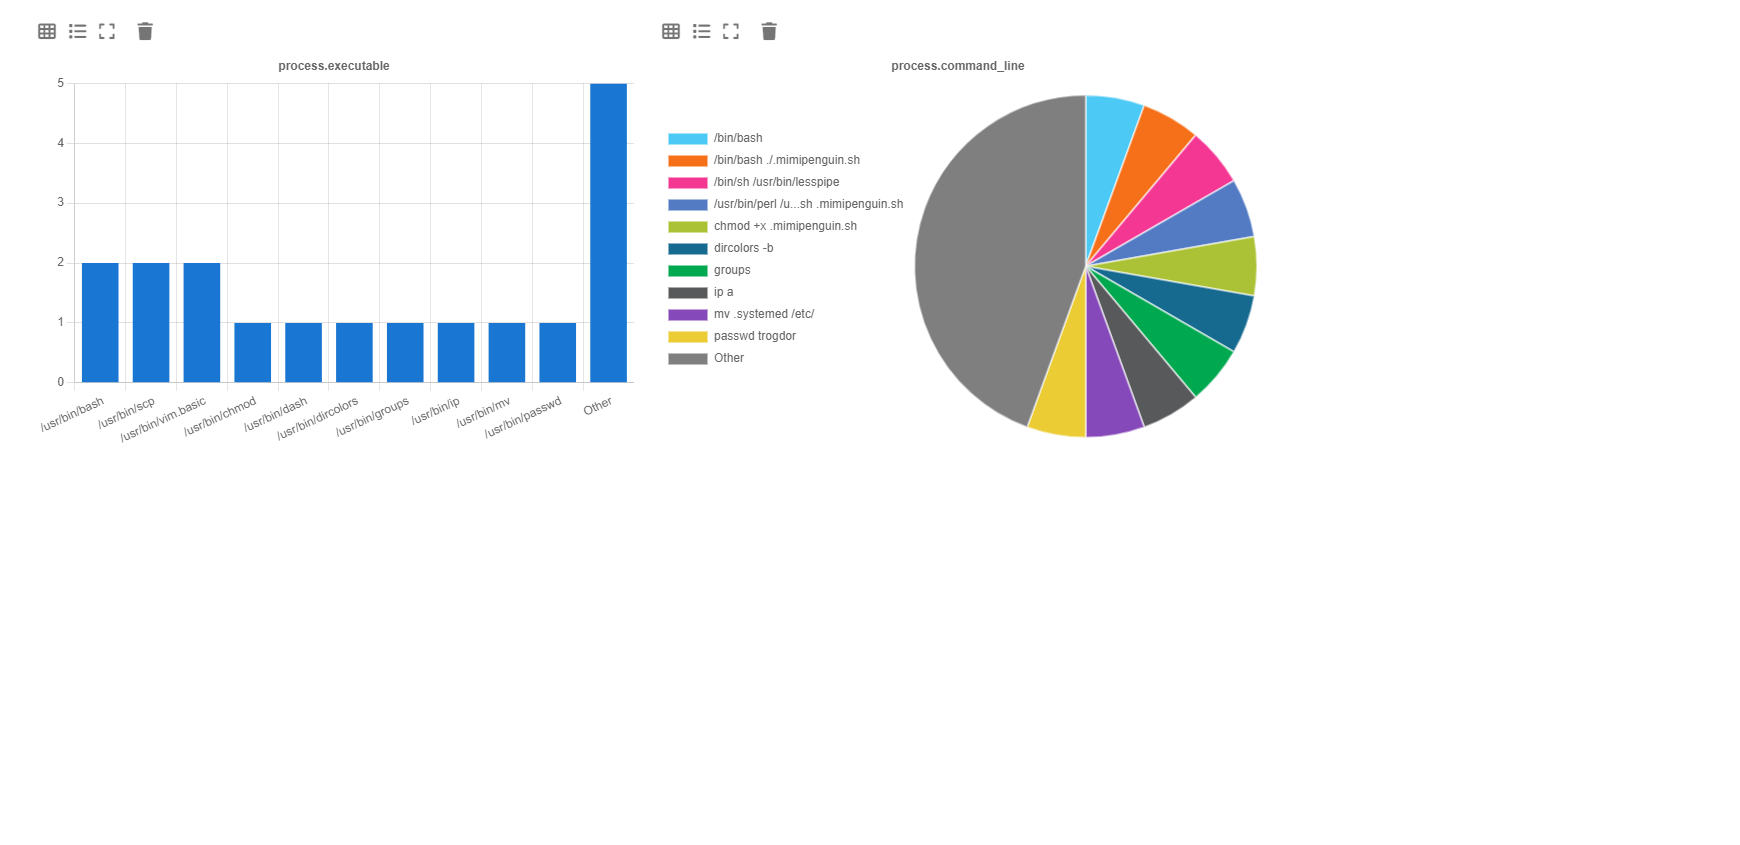 process.executable
5
4
3
2
1
0
/usr/bin/bash
/usr/bin/scp
/usr/bin/vim.basic
/usr/bin/chmod
/usr/bin/dash
/usr/bin/dircolors
/usr/bin/groups
/usr/bin/ip
/usr/bin/mv
/usr/bin/passwd
Other
process.command_line
/bin/bash
/bin/bash ./.mimipenguin.sh
/bin/sh /usr/bin/lesspipe
/usr/bin/perl /u...sh .mimipenguin.sh
chmod +x .mimipenguin.sh
dircolors -b
groups
ip a
mv .systemed /etc/
passwd trogdor
Other